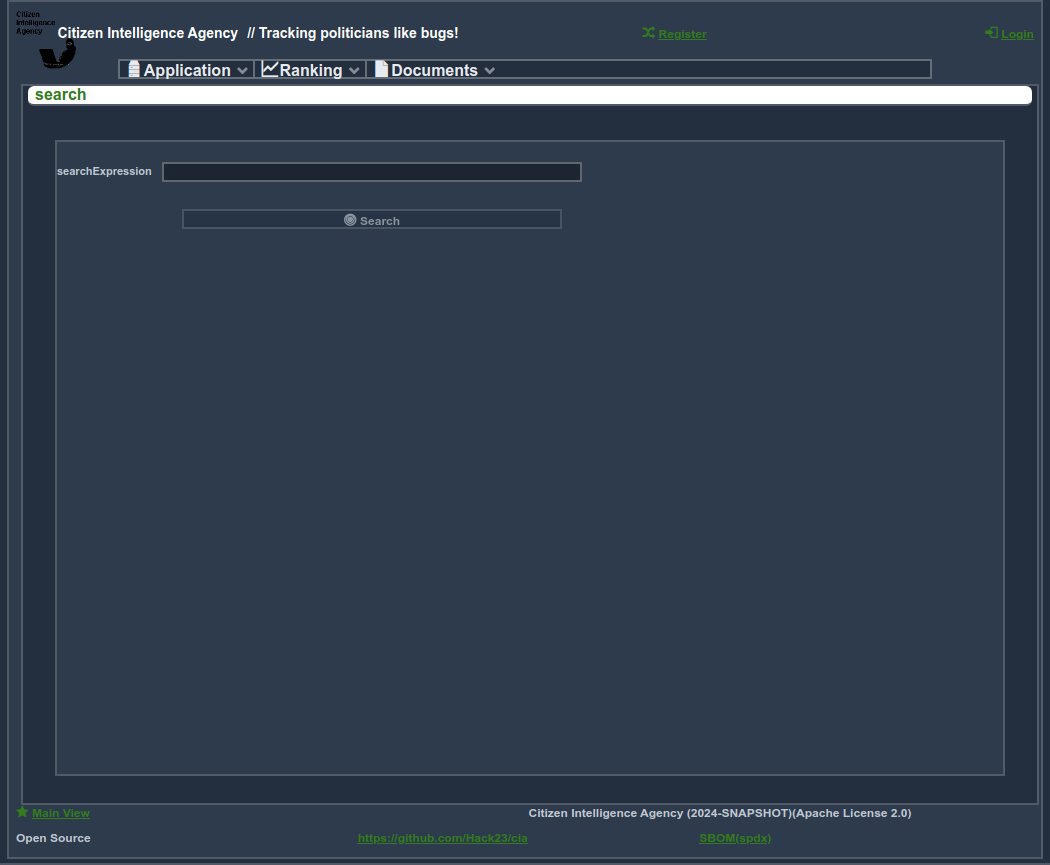 Citizen
Intelligence
Agency
Citizen Intelligence Agency // Tracking politicians like bugs!
Register
Login
Application
Ranking
Documents
search
searchExpression
Search
Main View
Citizen Intelligence Agency (2024-SNAPSHOT)(Apache License 2.0)
Open Source
https://github.com/Hack23/cia
SBOM(spdx)